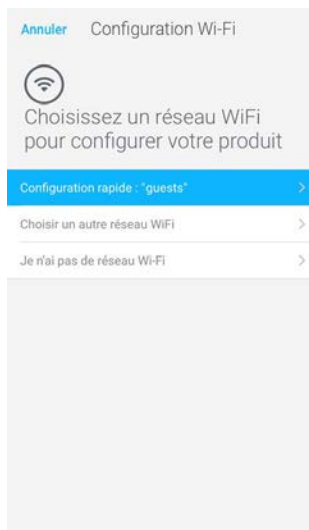 Annuler Configuration Wi-Fi
Choisissez un réseau WiFi
pour configurer votre produit
Configuration rapide : "guests"
Choisir un autre réseau WiFi
Je n'ai pas de réseau Wi-Fi